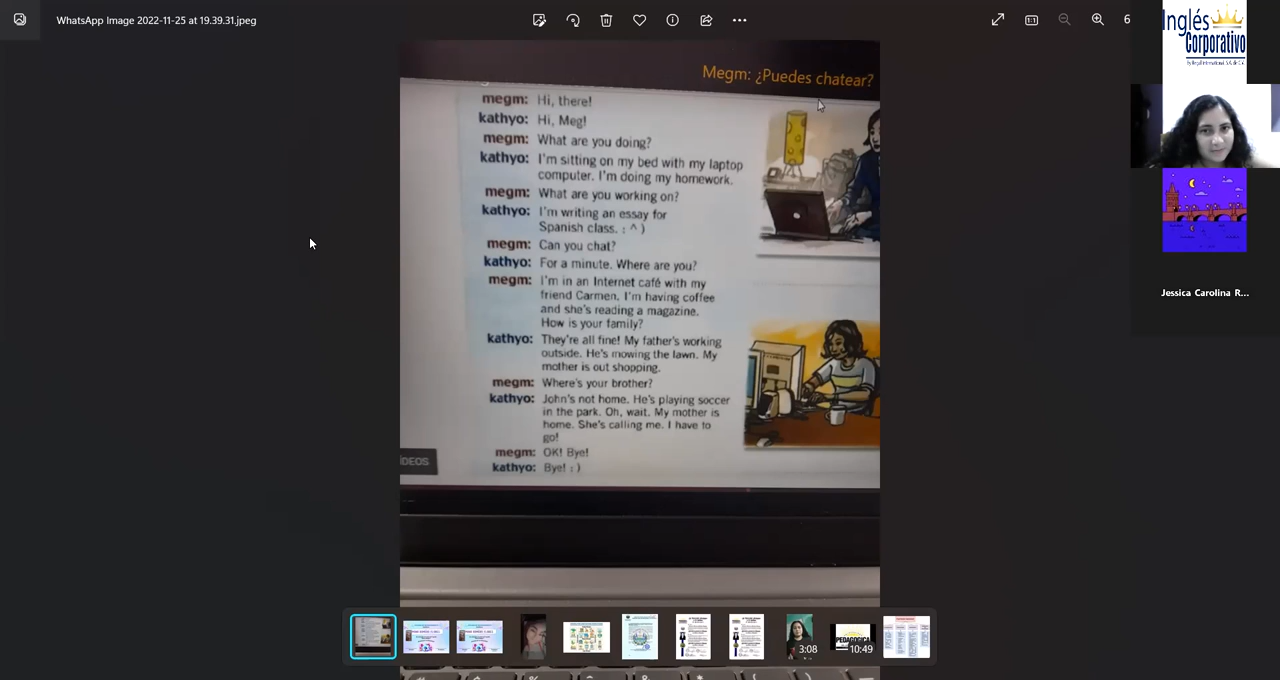 WhatsApp Image 2022-11-25 at 19.39.31.jpeg
6
Inglés
Corporativo
Megm: ¿Puedes chatear?
megm: Hi, there!
kathyo: Hi, Meg!
megm: What are you doing?
kathyo: I'm sitting on my bed with my laptop
computer. I'm doing my homework.
megm: What are you working on?
kathyo: I'm writing an essay for
Spanish class. : ^ )
megm: Can you chat?
kathyo: For a minute. Where are you?
megm: I'm in an Internet café with my
friend Carmen. I'm having coffee
and she's reading a magazine.
How is your family?
kathyo: They're all fine! My father's working
outside. He's mowing the lawn. My
mother is out shopping.
megm: Where's your brother?
kathyo: John's not home. He's playing soccer
in the park. Oh, wait. My mother is
home. She's calling me. I have to
go!
megm: OK! Bye!
kathyo: Bye! : )
IDEOS
Jessica Carolina R...
3:08
10:49